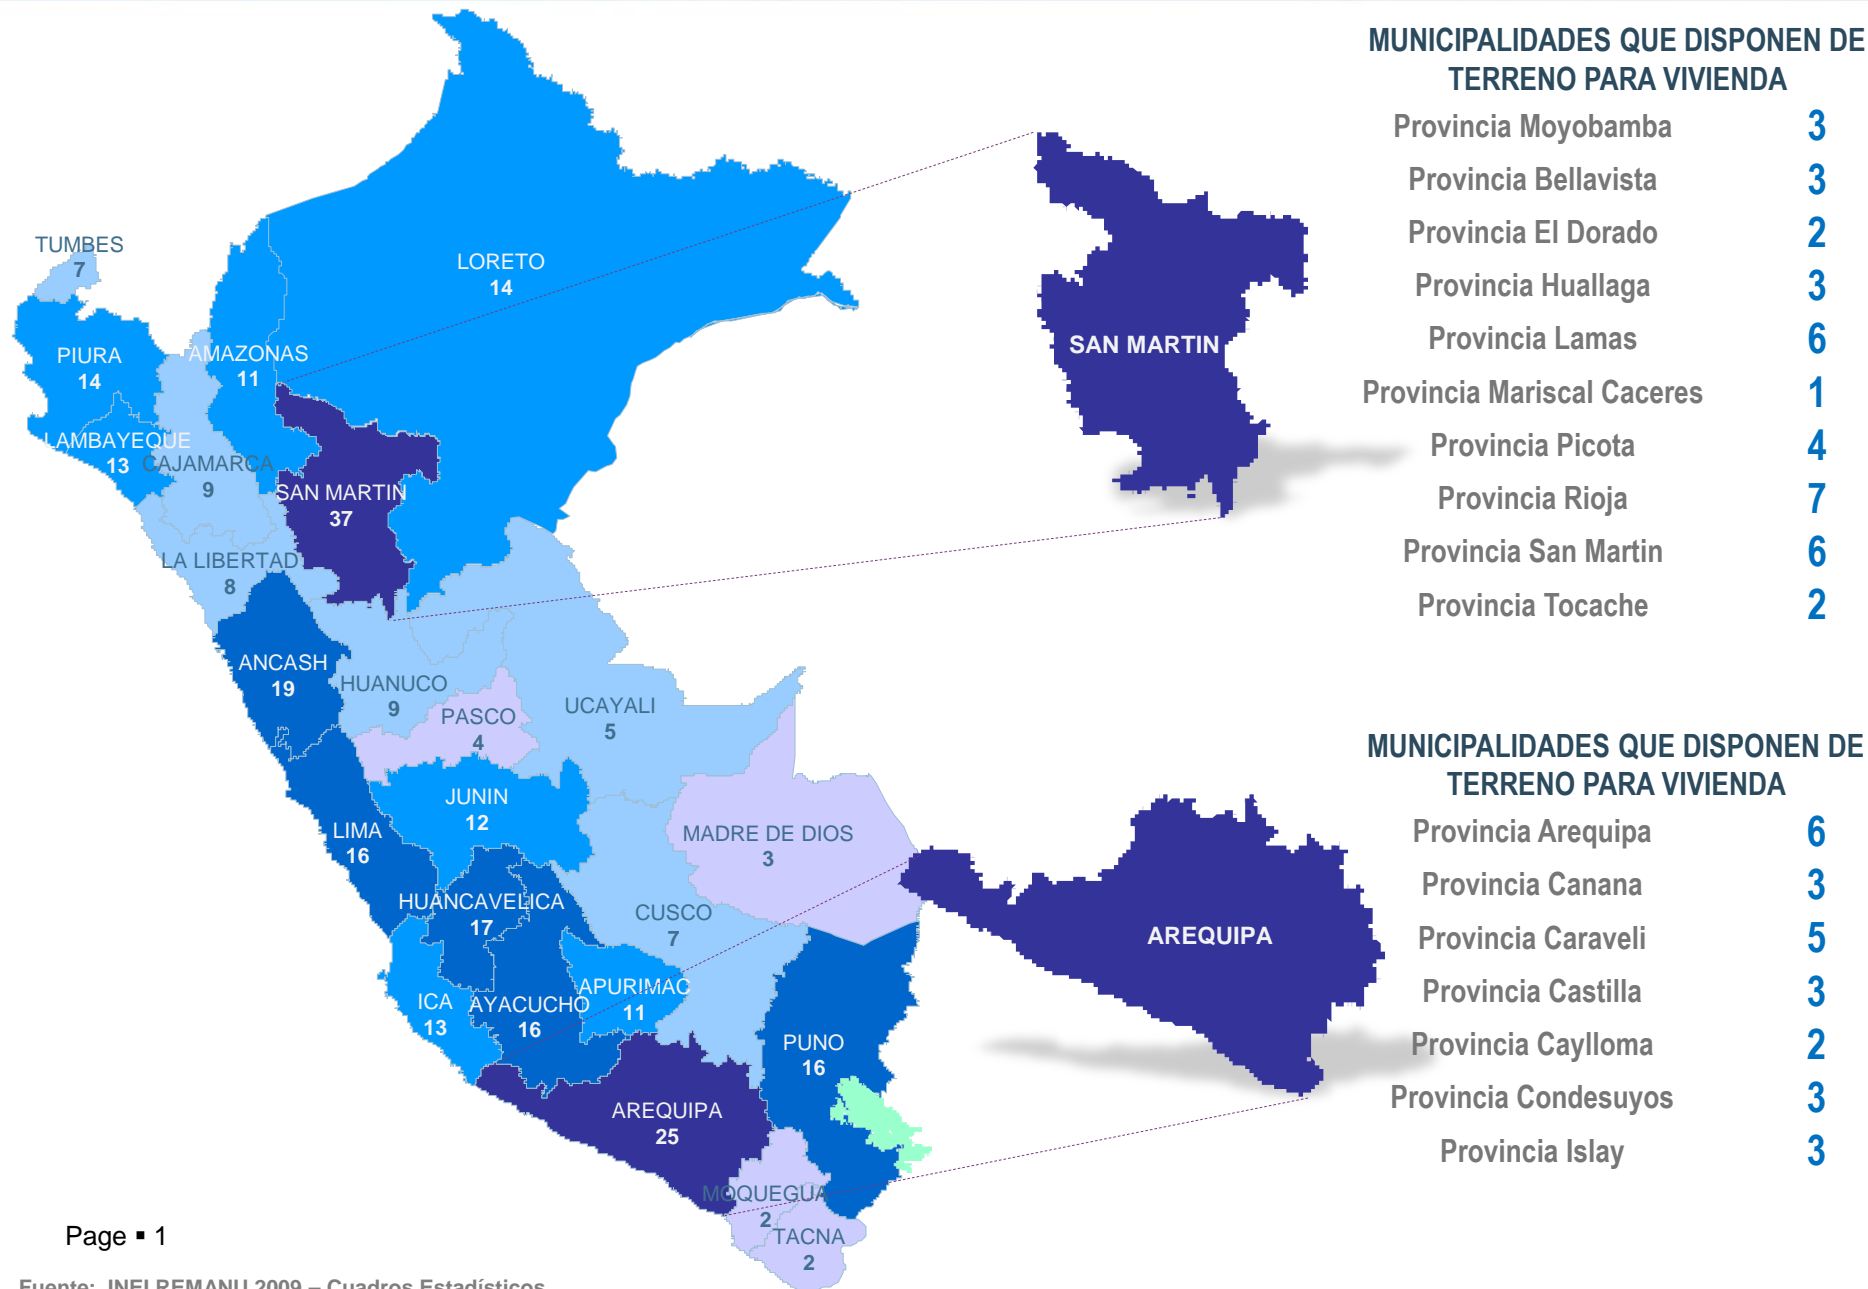 TUMBES
7
LORETO
14
PIURA
14
AMAZONAS
11
LAMBAYEQUE
13
CAJAMARCA
9
SAN MARTIN
37
LA LIBERTAD
8
ANCASH
19
HUANUCO
9
PASCO
4
UCAYALI
5
JUNIN
12
LIMA
16
MADRE DE DIOS
3
HUANCAVELICA
17
CUSCO
7
ICA
13
AYACUCHO
16
APURIMAC
11
PUNO
16
AREQUIPA
25
MOQUEGUA
2
TACNA
2
SAN MARTIN
MUNICIPALIDADES QUE DISPONEN DE
TERRENO PARA VIVIENDA
Provincia Moyobamba 3
Provincia Bellavista 3
Provincia El Dorado 2
Provincia Huallaga 3
Provincia Lamas 6
Provincia Mariscal Caceres 1
Provincia Picota 4
Provincia Rioja 7
Provincia San Martin 6
Provincia Tocache 2
AREQUIPA
MUNICIPALIDADES QUE DISPONEN DE
TERRENO PARA VIVIENDA
Provincia Arequipa 6
Provincia Canana 3
Provincia Caraveli 5
Provincia Castilla 3
Provincia Caylloma 2
Provincia Condesuyos 3
Provincia Islay 3
Page ▪ 1
Fuente: INEI REMANU 2009 – Cuadros Estadísticos